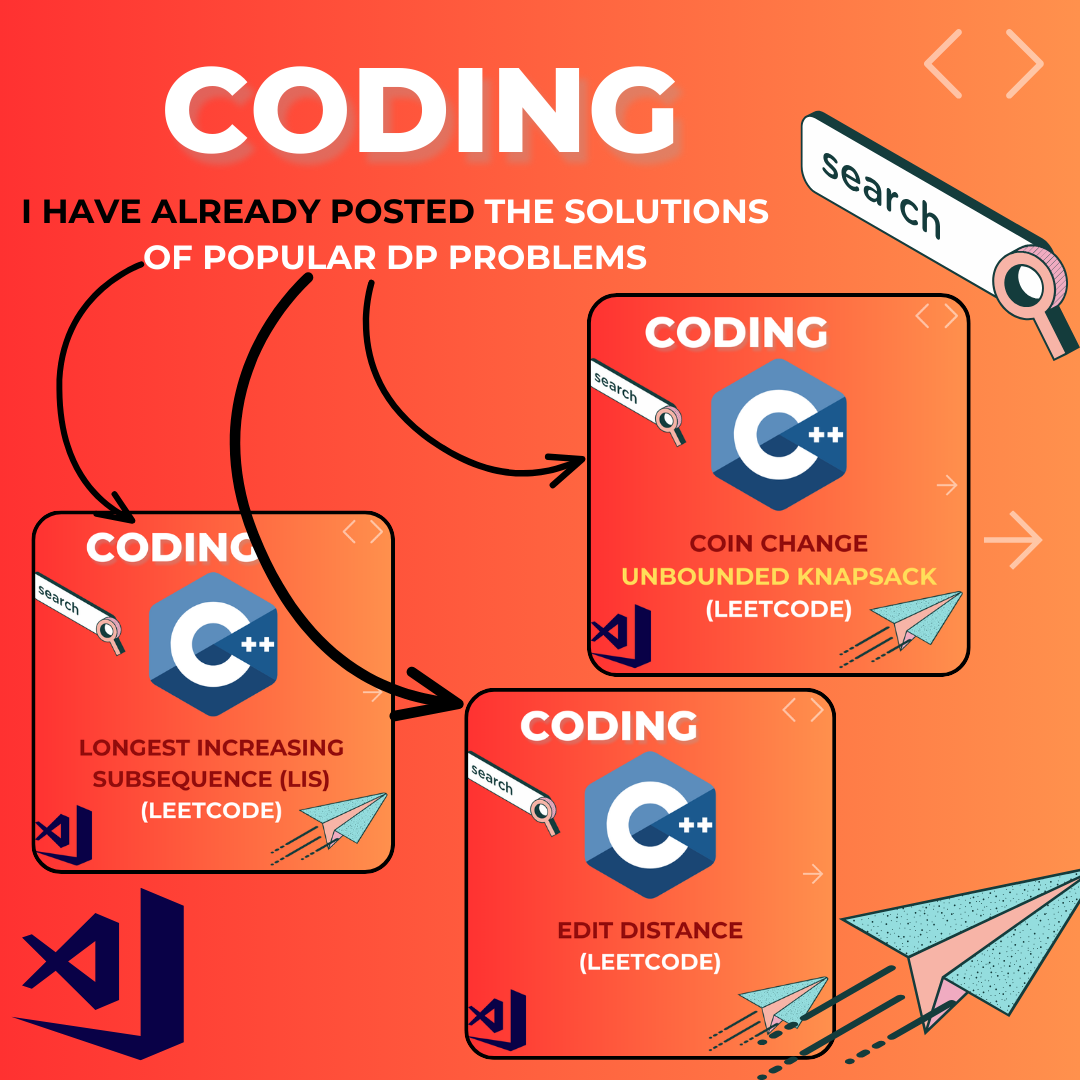 CODING
I HAVE ALREADY POSTED THE SOLUTIONS
OF POPULAR DP PROBLEMS
search
CODING
search
C++
COIN CHANGE
UNBOUNDED KNAPSACK
(LEETCODE)
CODING
search
C++
LONGEST INCREASING
SUBSEQUENCE (LIS)
(LEETCODE)
CODING
search
C++
EDIT DISTANCE
(LEETCODE)